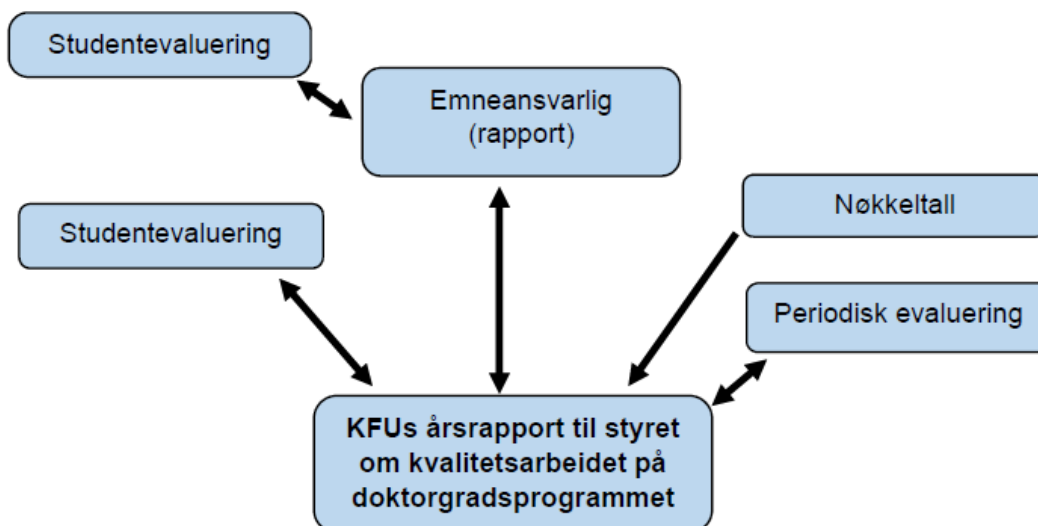 Studentevaluering
Emneansvarlig
(rapport)
Studentevaluering
Nøkkeltall
Periodisk evaluering
KFUs årsrapport til styret
om kvalitetsarbeidet på
doktorgradsprogrammet